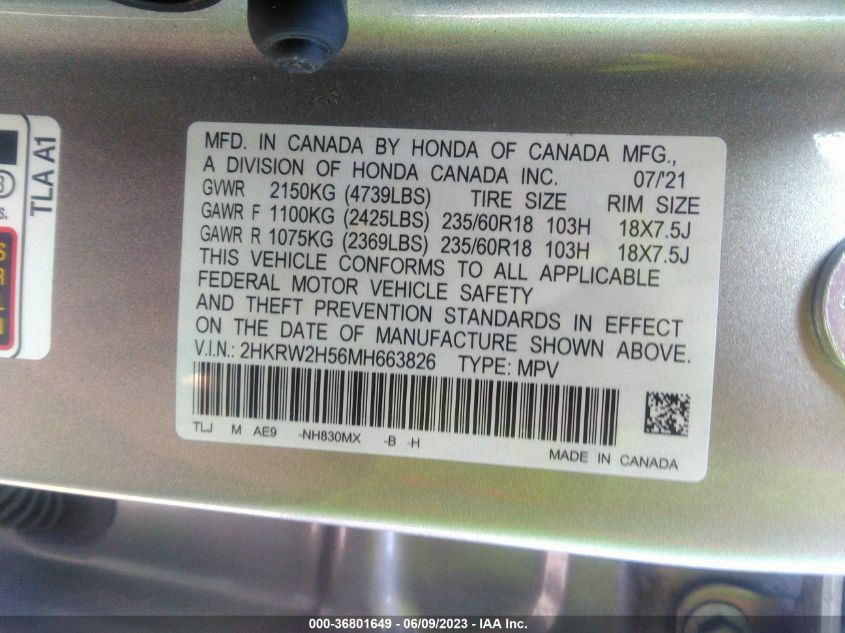 MFD. IN CANADA BY HONDA OF CANADA MFG.,
A DIVISION OF HONDA CANADA INC. 07/'21
GVWR 2150KG (4739LBS) TIRE SIZE RIM SIZE
GAWR F 1100KG (2425LBS) 235/60R18 103H 18X7.5J
GAWR R 1075KG (2369LBS) 235/60R18 103H 18X7.5J
THIS VEHICLE CONFORMS TO ALL APPLICABLE
FEDERAL MOTOR VEHICLE SAFETY
AND THEFT PREVENTION STANDARDS IN EFFECT
ON THE DATE OF MANUFACTURE SHOWN ABOVE.
V.I.N.: 2HKRW2H56MH663826 TYPE: MPV
TLJ M AE9 -NH830MX -B -H
MADE IN CANADA
TLA A1
000-36801649 - 06/09/2023 - IAA Inc.